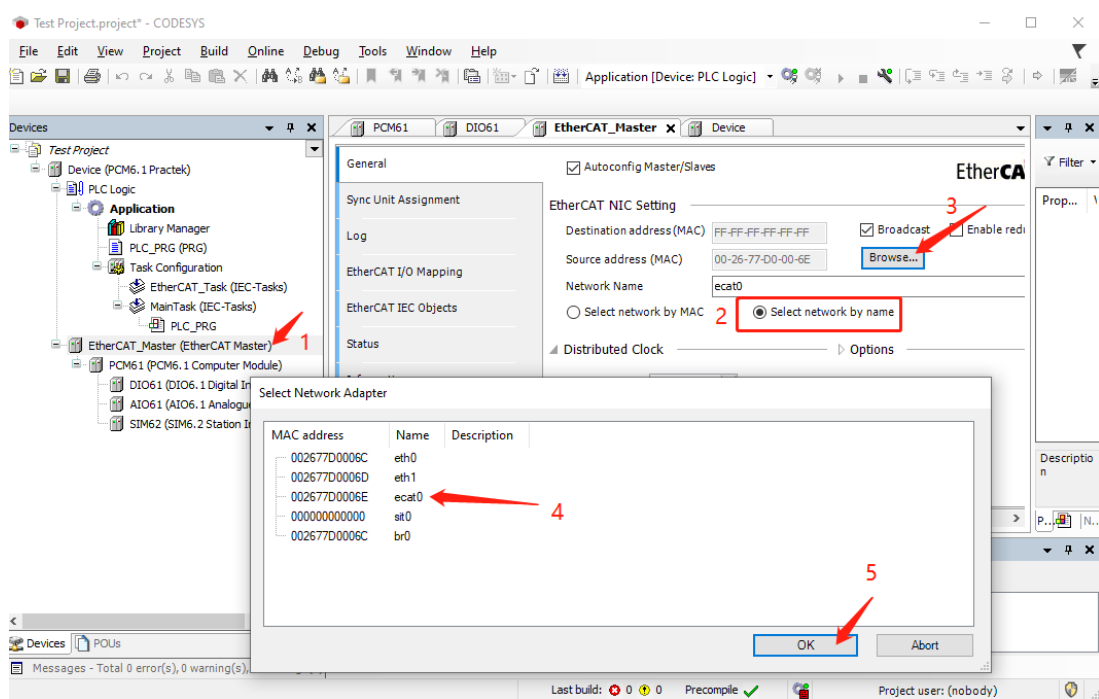 Test Project.project* - CODESYS
File Edit View Project Build Online Debug Tools Window Help
Application [Device: PLC Logic]
Devices
PCM61 DIO61 EtherCAT_Master Device
Test Project
Device (PCM6.1 Practek)
PLC Logic
Application
Library Manager
PLC_PRG (PRG)
Task Configuration
EtherCAT_Task (IEC-Tasks)
MainTask (IEC-Tasks)
PLC_PRG
EtherCAT_Master (EtherCAT Master)
1
PCM61 (PCM6.1 Computer Module)
DIO61 (DIO6.1 Digital In
AIO61 (AIO6.1 Analogu
SIM62 (SIM6.2 Station I
General
Sync Unit Assignment
Log
EtherCAT I/O Mapping
EtherCAT IEC Objects
Status
Autoconfig Master/Slaves
EtherCA
EtherCAT NIC Setting
3
Destination address (MAC) FF-FF-FF-FF-FF-FF Broadcast Enable redu
Source address (MAC) 00-26-77-D0-00-6E Browse...
Network Name ecat0
Select network by MAC 2 Select network by name
Distributed Clock Options
Filter
Prop...
Descriptio
n
P... N...
Select Network Adapter
MAC address Name Description
002677D0006C eth0
002677D0006D eth1
002677D0006E ecat0
4
000000000000 sit0
002677D0006C br0
5
OK Abort
Devices POUs
Messages - Total 0 error(s), 0 warning(s),
Last build: 0 0 Precompile Project user: (nobody)